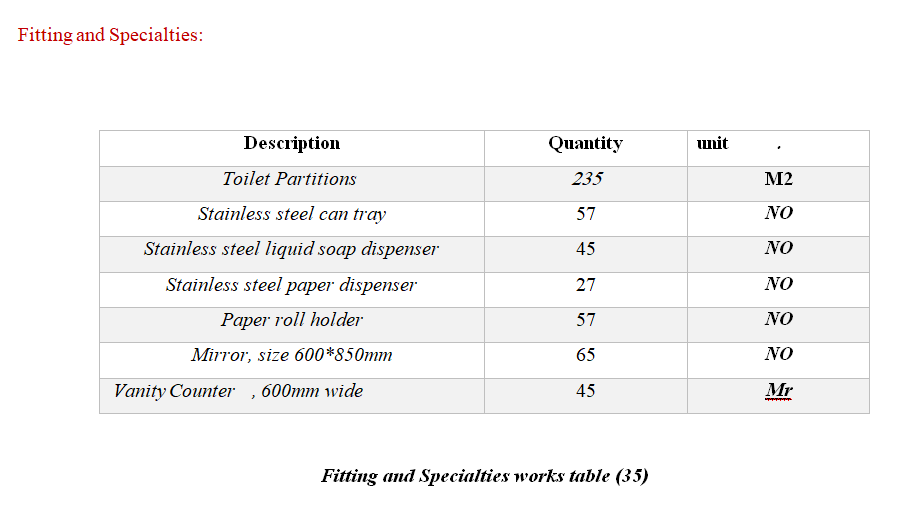 Fitting and Specialties:
Description Quantity unit .
Toilet Partitions 235 M2
Stainless steel can tray 57 NO
Stainless steel liquid soap dispenser 45 NO
Stainless steel paper dispenser 27 NO
Paper roll holder 57 NO
Mirror, size 600*850mm 65 NO
Vanity Counter , 600mm wide 45 Mr
Fitting and Specialties works table (35)